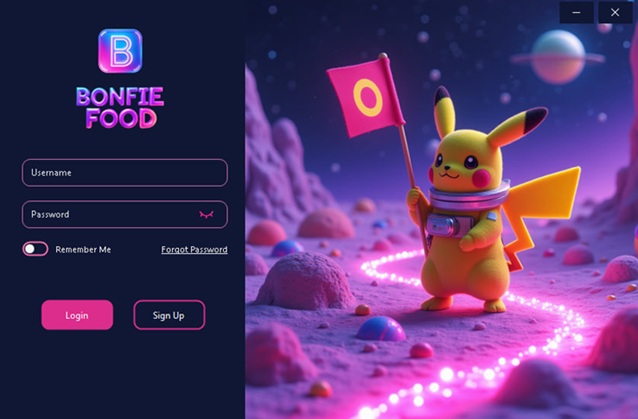 B
BONFIE
FOOD
Username
Password
Remember Me
Forgot Password
Login
Sign Up